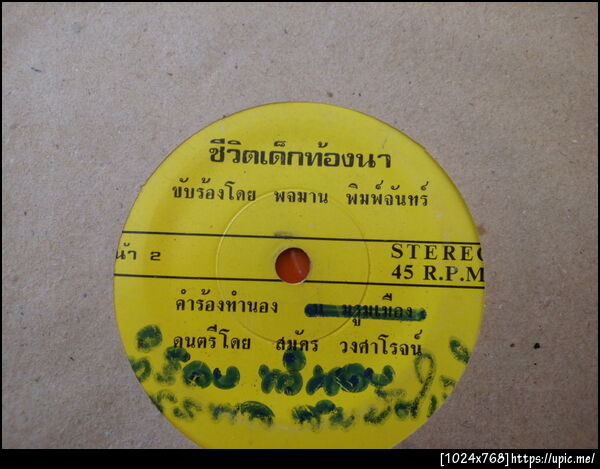 ชีวิตเด็กท้องนา
ขับร้องโดย พจมาน พิมพ์จันทร์
น้า 2
STEREO
45 R.P.M
คำร้องทำนอง
ดนตรีโดย สมัคร วงศาโรจน์
[1024x768]https://upic.me/